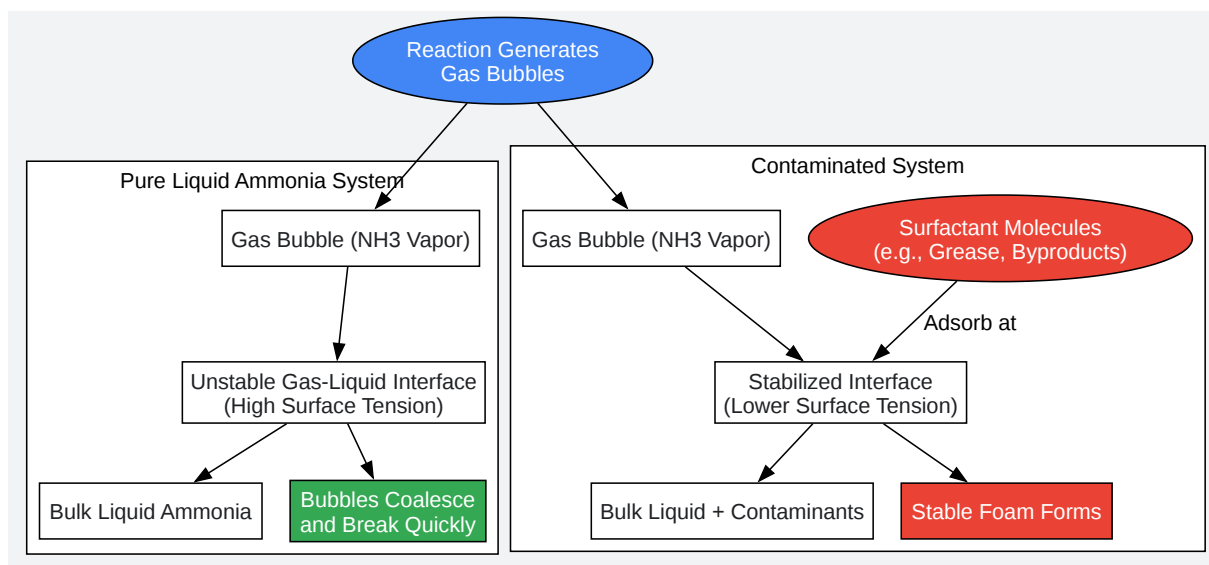 Reaction Generates
Gas Bubbles
Pure Liquid Ammonia System
Contaminated System
Gas Bubble (NH3 Vapor)
Gas Bubble (NH3 Vapor)
Surfactant Molecules
(e.g., Grease, Byproducts)
Adsorb at
Unstable Gas-Liquid Interface
(High Surface Tension)
Stabilized Interface
(Lower Surface Tension)
Bulk Liquid Ammonia
Bubbles Coalesce
and Break Quickly
Bulk Liquid + Contaminants
Stable Foam Forms